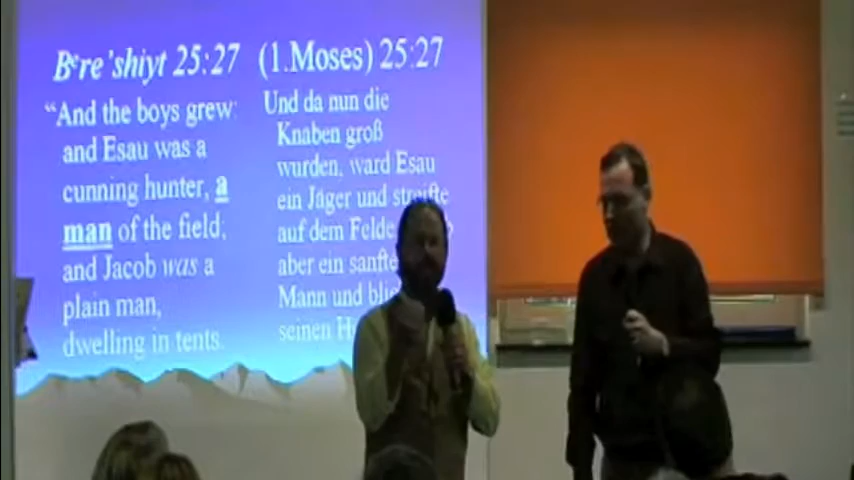 Bᵉre'shiyt 25:27 (1.Moses) 25:27
“And the boys grew:
and Esau was a
cunning hunter, a
man of the field;
and Jacob was a
plain man,
dwelling in tents.
Und da nun die
Knaben groß
wurden, ward Esau
ein Jäger und streifte
auf dem Felde
aber ein sanfte
Mann und
seinen